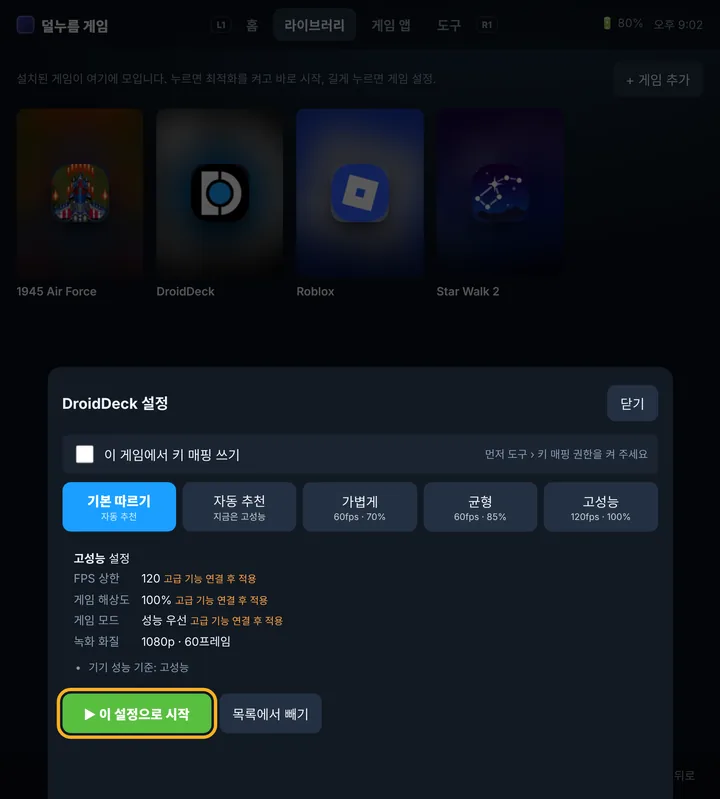 덜누름 게임
L1 홈 라이브러리 게임 앱 도구 R1
80% 오후 9:02
설치된 게임이 여기에 모입니다. 누르면 최적화를 켜고 바로 시작, 길게 누르면 게임 설정.
+ 게임 추가
1945 Air Force
DroidDeck
Roblox
Star Walk 2
DroidDeck 설정
닫기
이 게임에서 키 매핑 쓰기
먼저 도구 › 키 매핑 권한을 켜 주세요
기본 따르기
자동 추천
자동 추천
지금은 고성능
가볍게
60fps · 70%
균형
60fps · 85%
고성능
120fps · 100%
고성능 설정
FPS 상한 120 고급 기능 연결 후 적용
게임 해상도 100% 고급 기능 연결 후 적용
게임 모드 성능 우선 고급 기능 연결 후 적용
녹화 화질 1080p · 60프레임
• 기기 성능 기준: 고성능
▶ 이 설정으로 시작
목록에서 빼기
뒤로